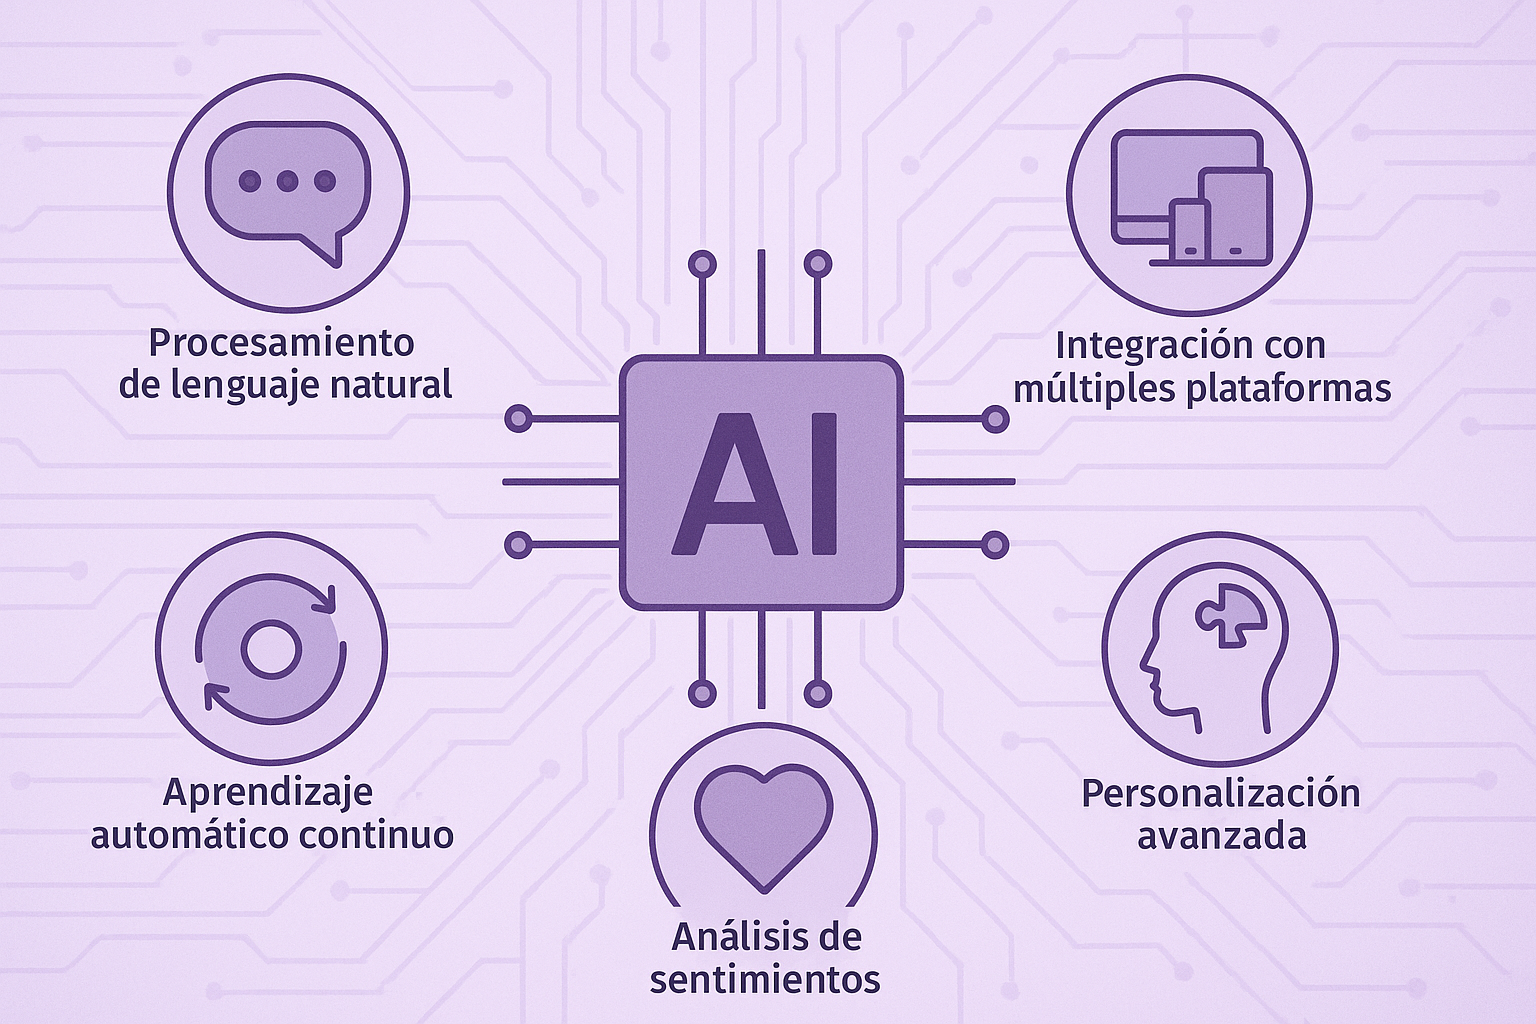 Procesamiento
de lenguaje natural
Integración con
múltiples plataformas
AI
Aprendizaje
automático continuo
Personalización
avanzada
Análisis de
sentimientos